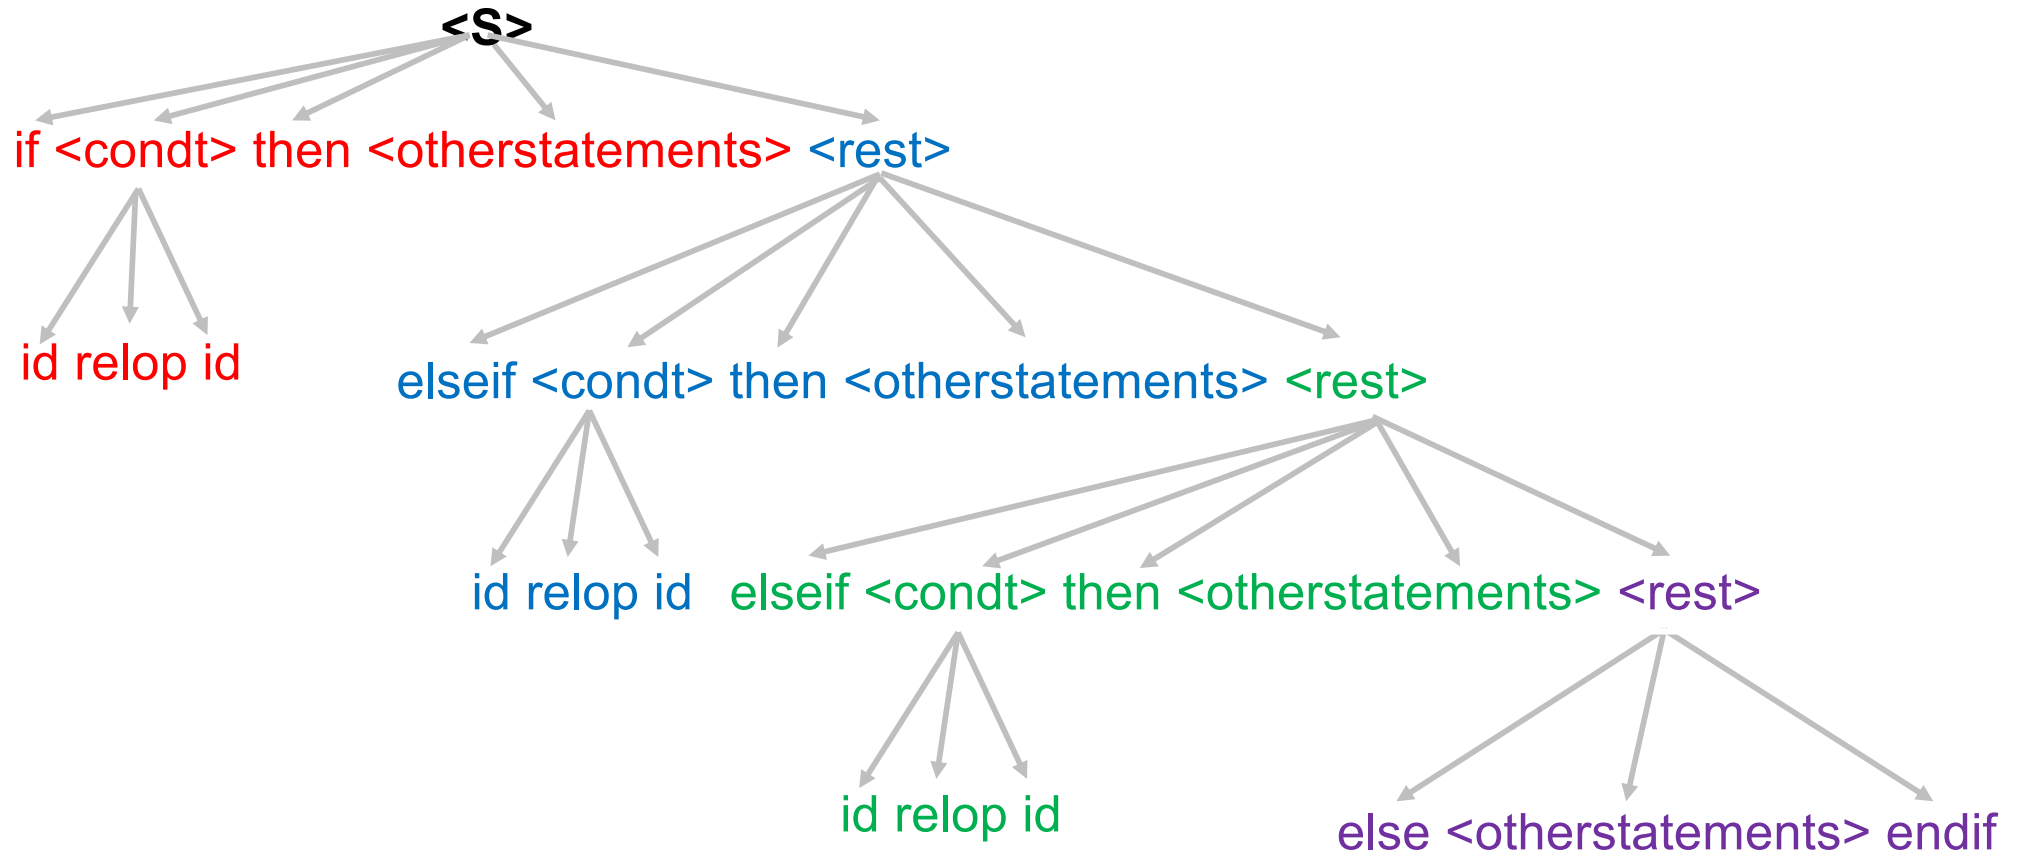 <S>
if <condt> then <otherstatements> <rest>
id relop id
elseif <condt> then <otherstatements> <rest>
id relop id
elseif <condt> then <otherstatements> <rest>
id relop id
else <otherstatements> endif